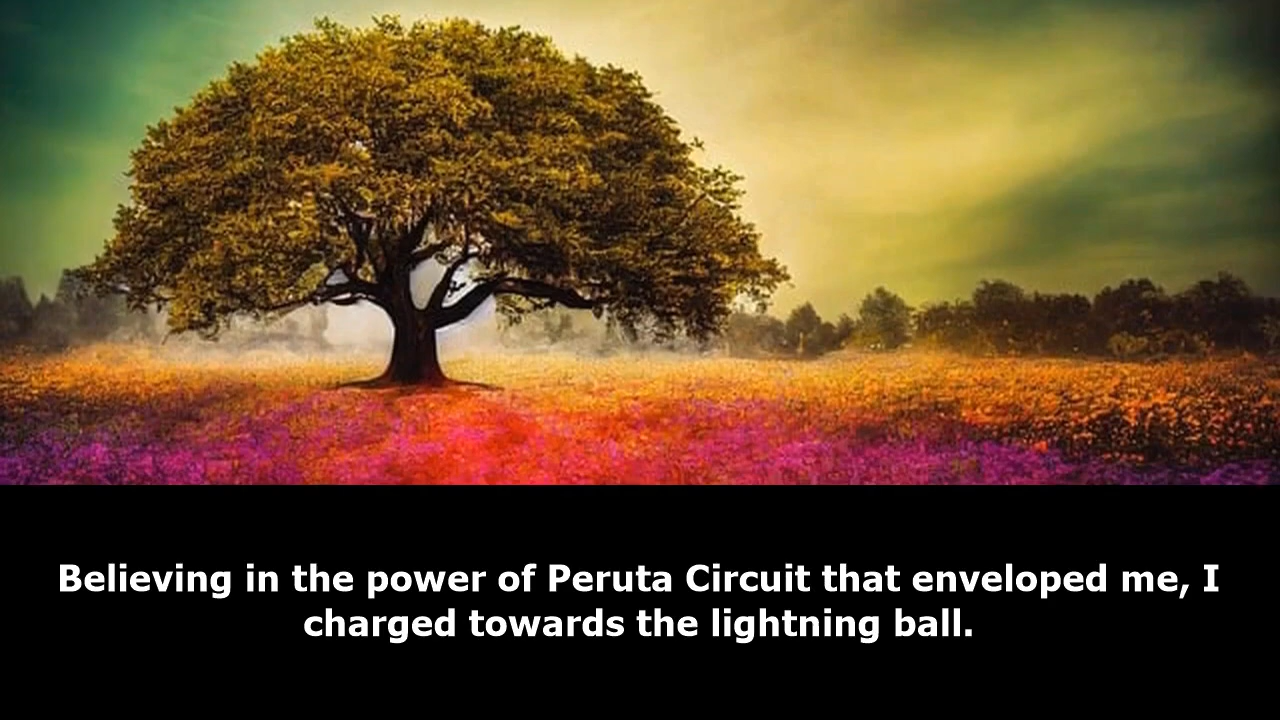 Believing in the power of Peruta Circuit that enveloped me, I
charged towards the lightning ball.